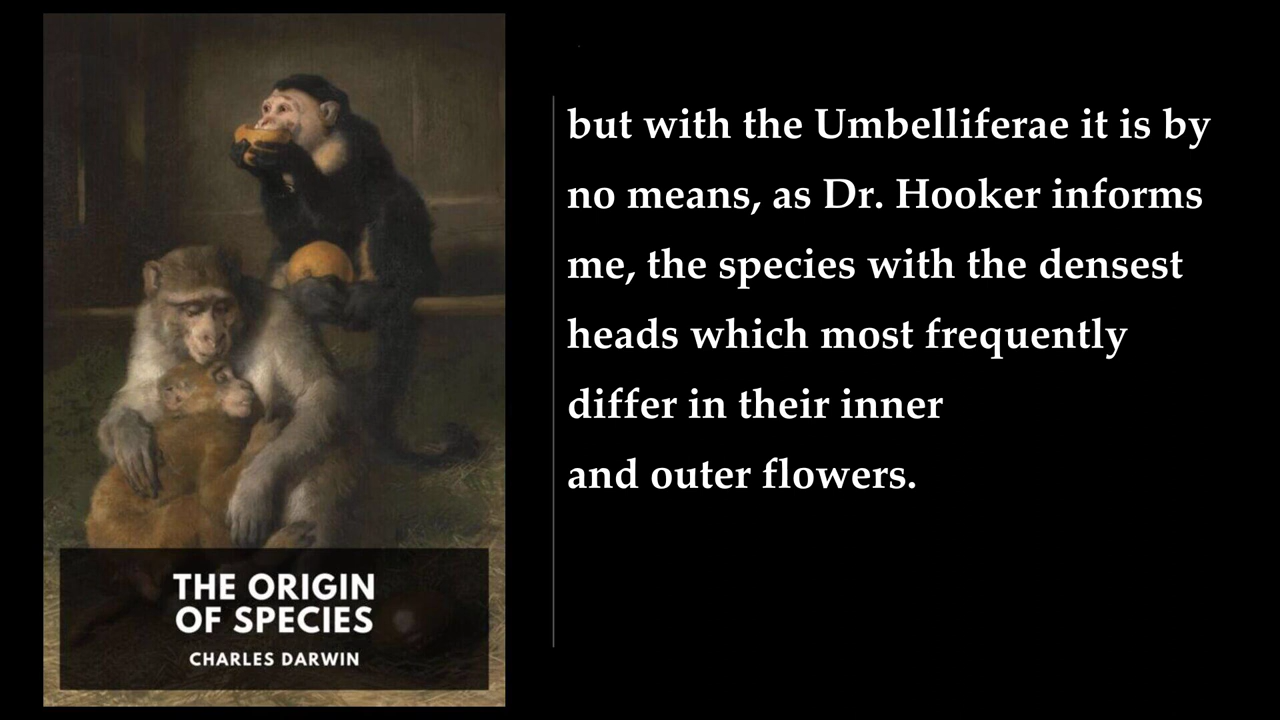 THE ORIGIN
OF SPECIES
CHARLES DARWIN
but with the Umbelliferae it is by
no means, as Dr. Hooker informs
me, the species with the densest
heads which most frequently
differ in their inner
and outer flowers.